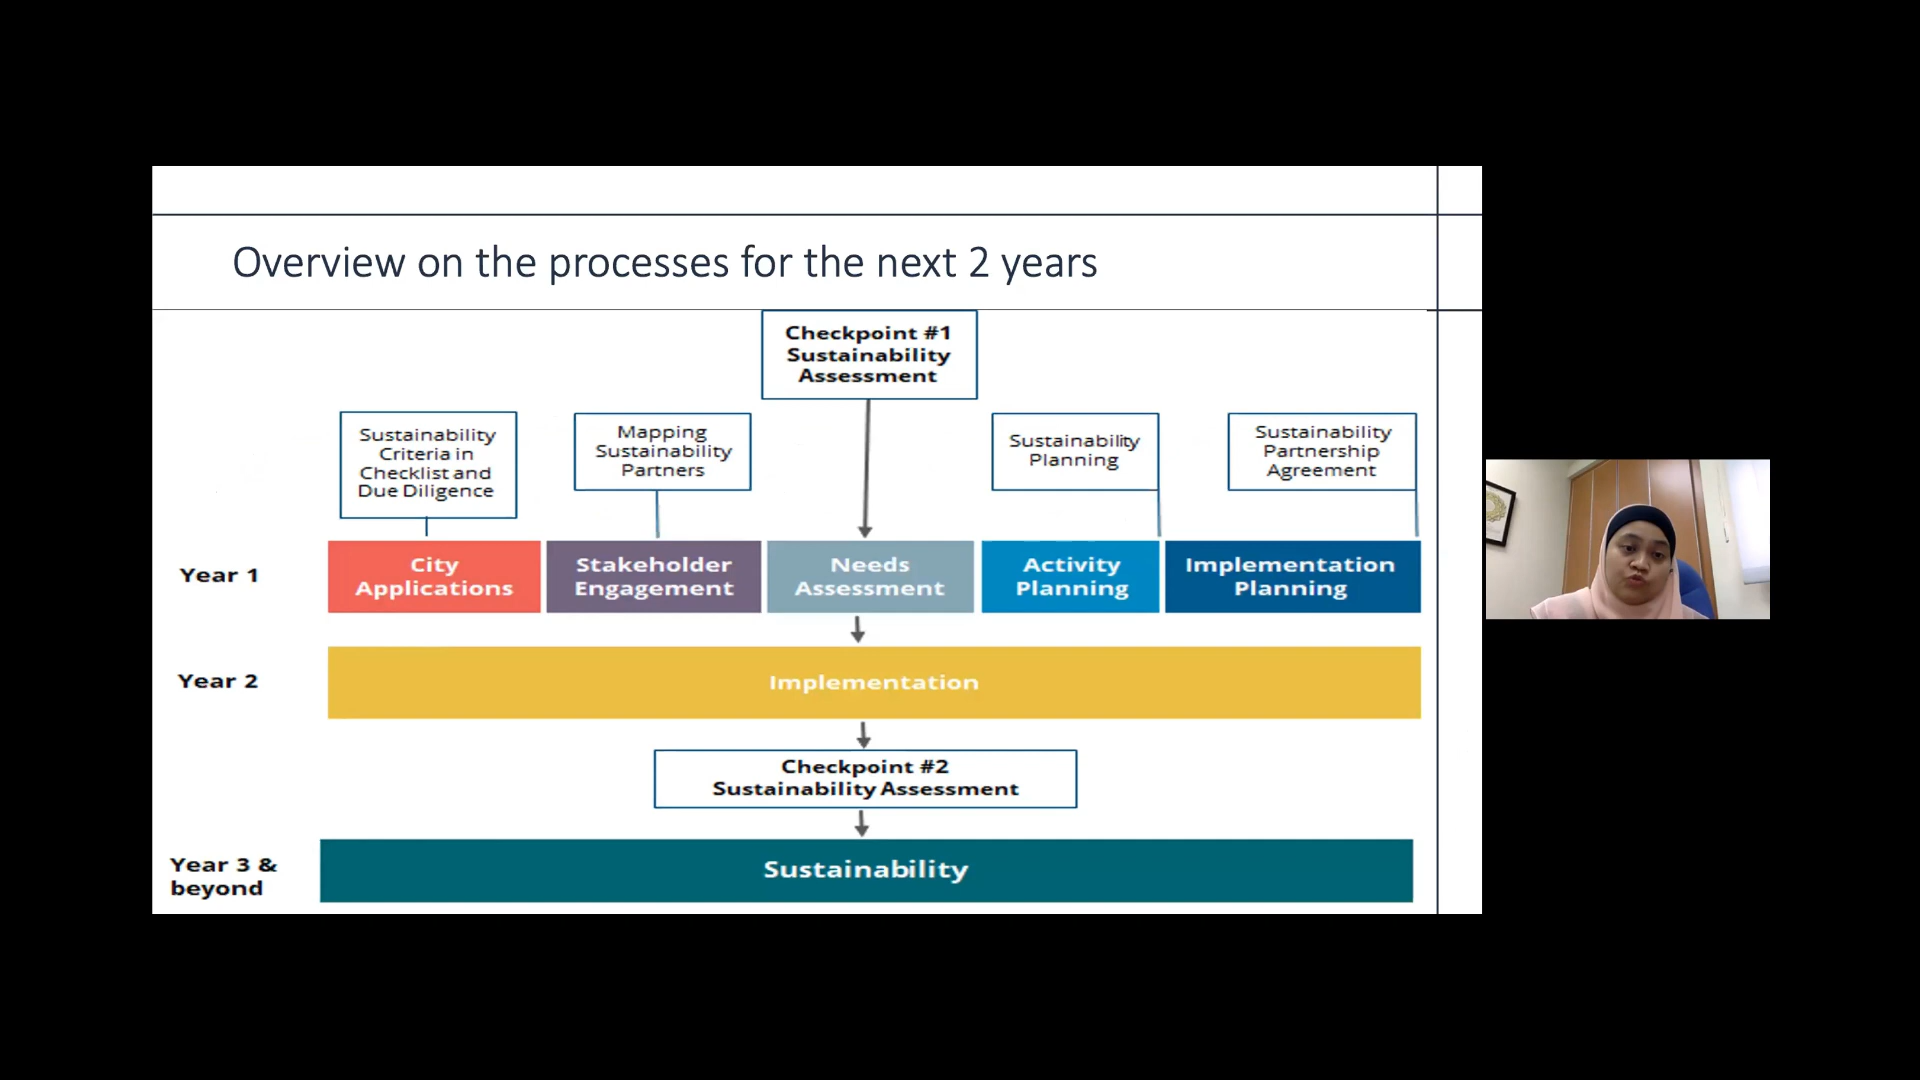 Overview on the processes for the next 2 years
Checkpoint #1
Sustainability
Assessment
Sustainability
Criteria in
Checklist and
Due Diligence
Mapping
Sustainability
Partners
Sustainability
Planning
Sustainability
Partnership
Agreement
Year 1
City
Applications
Stakeholder
Engagement
Needs
Assessment
Activity
Planning
Implementation
Planning
Year 2
Implementation
Checkpoint #2
Sustainability Assessment
Year 3 &
beyond
Sustainability